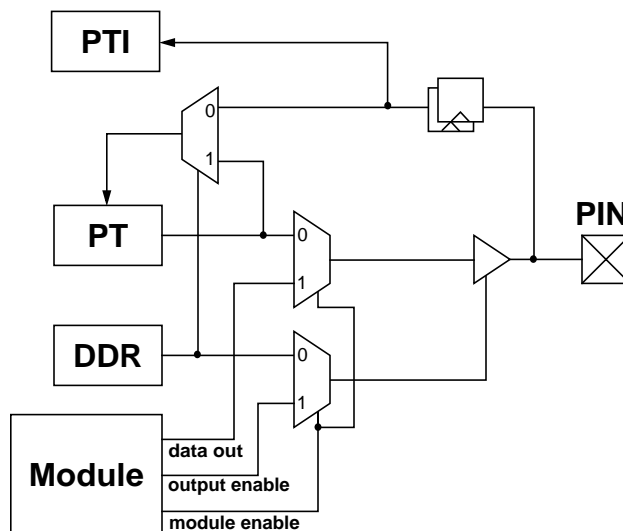 PTI
0
1
PT
PIN
0
1
DDR
0
1
Module
data out
output enable
module enable